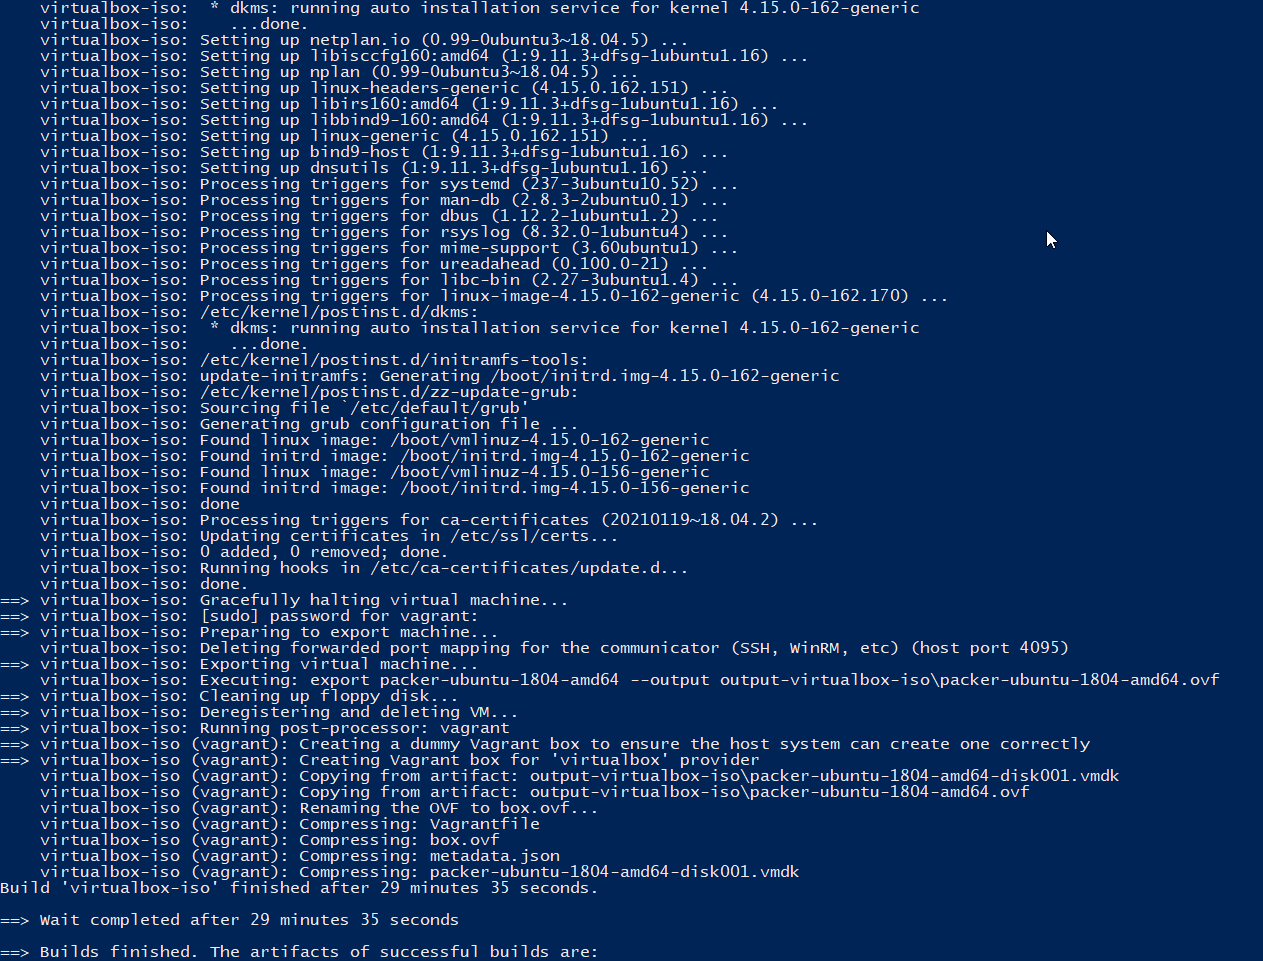 virtualbox-iso:  * dkms: running auto installation service for kernel 4.15.0-162-generic
virtualbox-iso:    ...done.
virtualbox-iso: Setting up netplan.io (0.99-0ubuntu3~18.04.5) ...
virtualbox-iso: Setting up libisccfg160:amd64 (1:9.11.3+dfsg-1ubuntu1.16) ...
virtualbox-iso: Setting up nplan (0.99-0ubuntu3~18.04.5) ...
virtualbox-iso: Setting up linux-headers-generic (4.15.0.162.151) ...
virtualbox-iso: Setting up libirs160:amd64 (1:9.11.3+dfsg-1ubuntu1.16) ...
virtualbox-iso: Setting up libbind9-160:amd64 (1:9.11.3+dfsg-1ubuntu1.16) ...
virtualbox-iso: Setting up linux-generic (4.15.0.162.151) ...
virtualbox-iso: Setting up bind9-host (1:9.11.3+dfsg-1ubuntu1.16) ...
virtualbox-iso: Setting up dnsutils (1:9.11.3+dfsg-1ubuntu1.16) ...
virtualbox-iso: Processing triggers for systemd (237-3ubuntu10.52) ...
virtualbox-iso: Processing triggers for man-db (2.8.3-2ubuntu0.1) ...
virtualbox-iso: Processing triggers for dbus (1.12.2-1ubuntu1.2) ...
virtualbox-iso: Processing triggers for rsyslog (8.32.0-1ubuntu4) ...
virtualbox-iso: Processing triggers for mime-support (3.60ubuntu1) ...
virtualbox-iso: Processing triggers for ureadahead (0.100.0-21) ...
virtualbox-iso: Processing triggers for libc-bin (2.27-3ubuntu1.4) ...
virtualbox-iso: Processing triggers for linux-image-4.15.0-162-generic (4.15.0-162.170) ...
virtualbox-iso: /etc/kernel/postinst.d/dkms:
virtualbox-iso:  * dkms: running auto installation service for kernel 4.15.0-162-generic
virtualbox-iso:    ...done.
virtualbox-iso: /etc/kernel/postinst.d/initramfs-tools:
virtualbox-iso: update-initramfs: Generating /boot/initrd.img-4.15.0-162-generic
virtualbox-iso: /etc/kernel/postinst.d/zz-update-grub:
virtualbox-iso: Sourcing file `/etc/default/grub'
virtualbox-iso: Generating grub configuration file ...
virtualbox-iso: Found linux image: /boot/vmlinuz-4.15.0-162-generic
virtualbox-iso: Found initrd image: /boot/initrd.img-4.15.0-162-generic
virtualbox-iso: Found linux image: /boot/vmlinuz-4.15.0-156-generic
virtualbox-iso: Found initrd image: /boot/initrd.img-4.15.0-156-generic
virtualbox-iso: done
virtualbox-iso: Processing triggers for ca-certificates (20210119~18.04.2) ...
virtualbox-iso: Updating certificates in /etc/ssl/certs...
virtualbox-iso: 0 added, 0 removed; done.
virtualbox-iso: Running hooks in /etc/ca-certificates/update.d...
virtualbox-iso: done.
==> virtualbox-iso: Gracefully halting virtual machine...
==> virtualbox-iso: [sudo] password for vagrant:
==> virtualbox-iso: Preparing to export machine...
virtualbox-iso: Deleting forwarded port mapping for the communicator (SSH, WinRM, etc) (host port 4095)
==> virtualbox-iso: Exporting virtual machine...
virtualbox-iso: Executing: export packer-ubuntu-1804-amd64 --output output-virtualbox-iso\packer-ubuntu-1804-amd64.ovf
==> virtualbox-iso: Cleaning up floppy disk...
==> virtualbox-iso: Deregistering and deleting VM...
==> virtualbox-iso: Running post-processor: vagrant
==> virtualbox-iso (vagrant): Creating a dummy Vagrant box to ensure the host system can create one correctly
==> virtualbox-iso (vagrant): Creating Vagrant box for 'virtualbox' provider
virtualbox-iso (vagrant): Copying from artifact: output-virtualbox-iso\packer-ubuntu-1804-amd64-disk001.vmdk
virtualbox-iso (vagrant): Copying from artifact: output-virtualbox-iso\packer-ubuntu-1804-amd64.ovf
virtualbox-iso (vagrant): Renaming the OVF to box.ovf...
virtualbox-iso (vagrant): Compressing: Vagrantfile
virtualbox-iso (vagrant): Compressing: box.ovf
virtualbox-iso (vagrant): Compressing: metadata.json
virtualbox-iso (vagrant): Compressing: packer-ubuntu-1804-amd64-disk001.vmdk
Build 'virtualbox-iso' finished after 29 minutes 35 seconds.
==> Wait completed after 29 minutes 35 seconds
==> Builds finished. The artifacts of successful builds are: